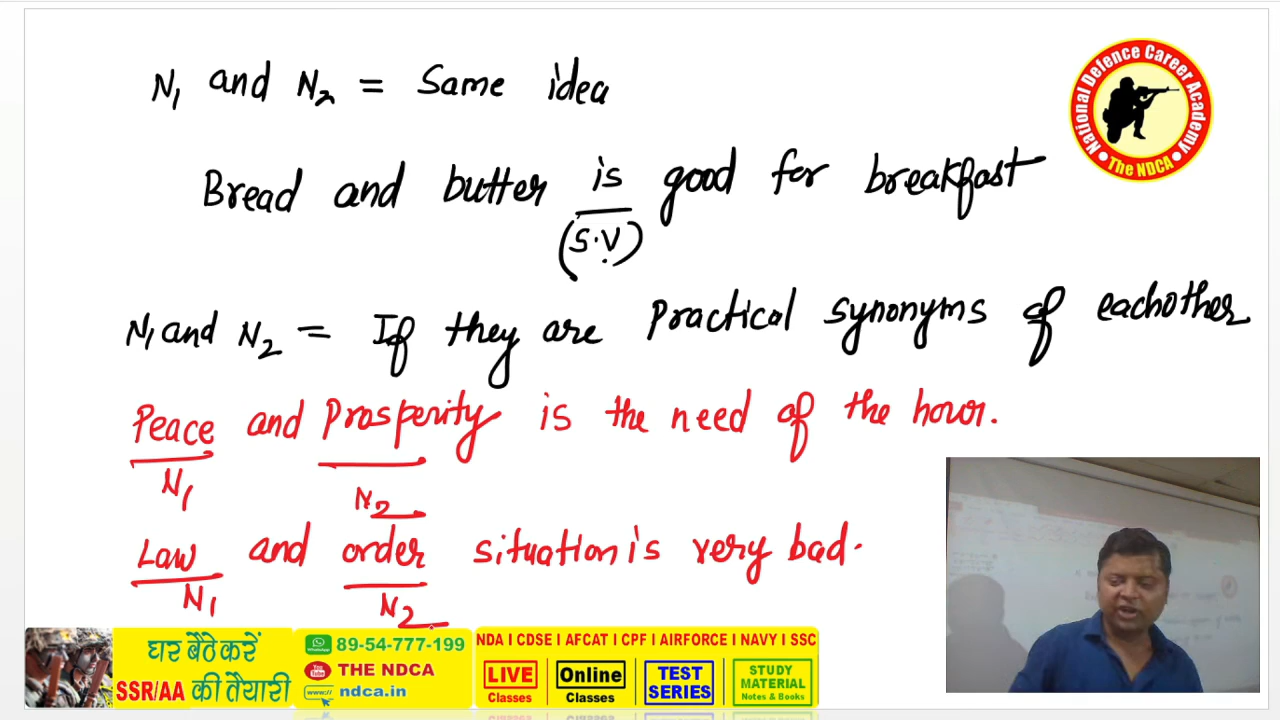 N1 and N2 = Same idea
National Defence Career Academy
The NDCA
Bread and butter is good for breakfast
(S.V)
N1 and N2 = If they are Practical synonyms of eachother
Peace and Prosperity is the need of the hour.
N1
N2
Law and order situation is very bad.
N1
N2
घर बैठे करें
SSR/AA की तैयारी
WhatsApp 89-54-777-199
You THE NDCA
www:// ndca.in
NDA I CDSE I AFCAT I CPF I AIRFORCE I NAVY I SSC
LIVE Classes
Online Classes
TEST SERIES
STUDY MATERIAL
Notes & Books